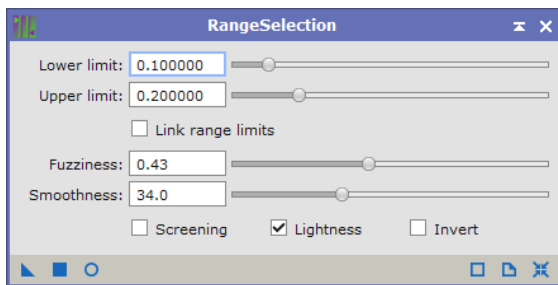 RangeSelection
Lower limit: 0.100000
Upper limit: 0.200000
Link range limits
Fuzziness: 0.43
Smoothness: 34.0
Screening Lightness Invert